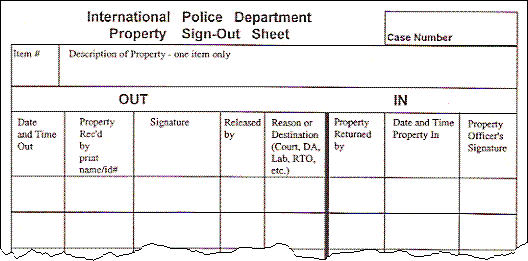 International Police Department
Property Sign-Out Sheet
Case Number
Item #
Description of Property - one item only
OUT
IN
Date
and Time
Out
Property
Rec'd
by
print
name/id#
Signature
Released
by
Reason or
Destination
(Court, DA,
Lab, RTO,
etc.)
Property
Returned
by
Date and Time
Property In
Property
Officer's
Signature